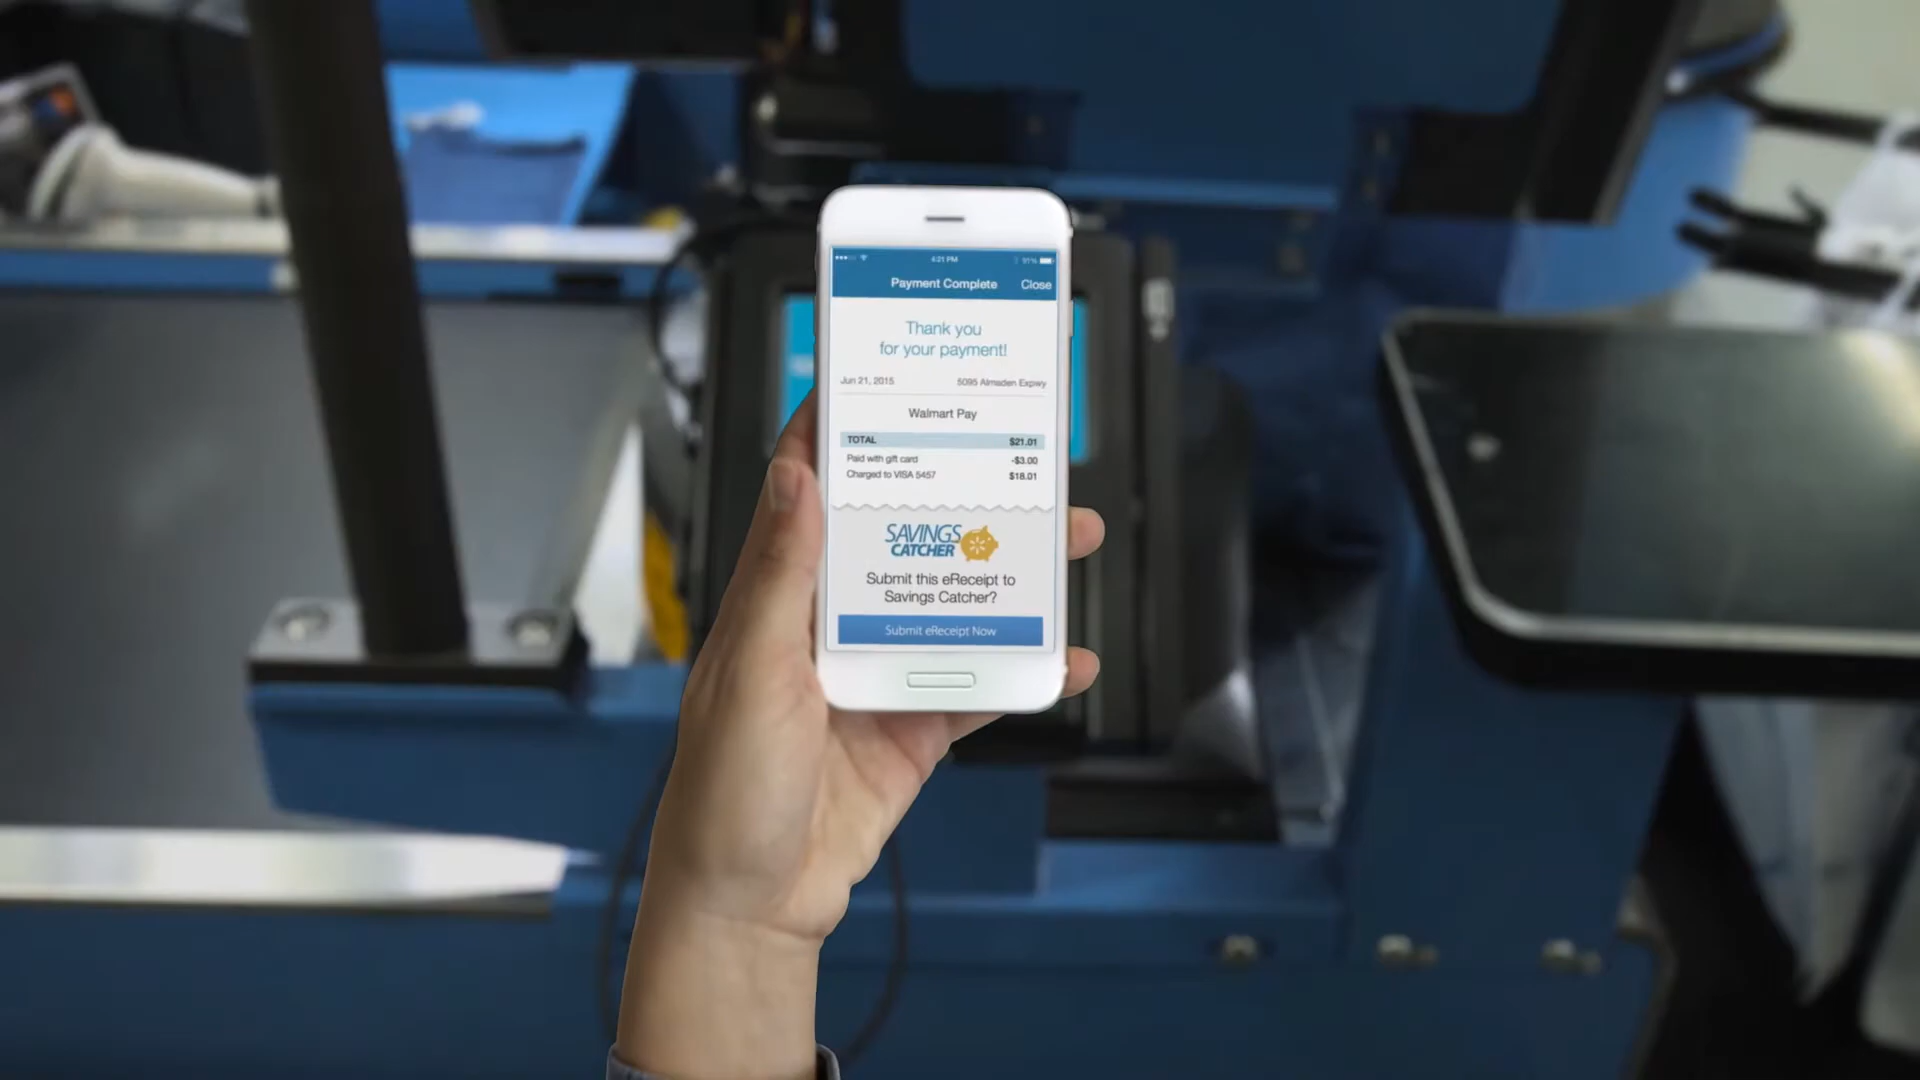 4:21 PM
91%
Payment Complete
Close
Thank you
for your payment!
Jun 21, 2015
5095 Almaden Expwy
Walmart Pay
TOTAL $21.01
Paid with gift card -$3.00
Charged to VISA 5457 $18.01
SAVINGS
CATCHER
Submit this eReceipt to
Savings Catcher?
Submit eReceipt Now